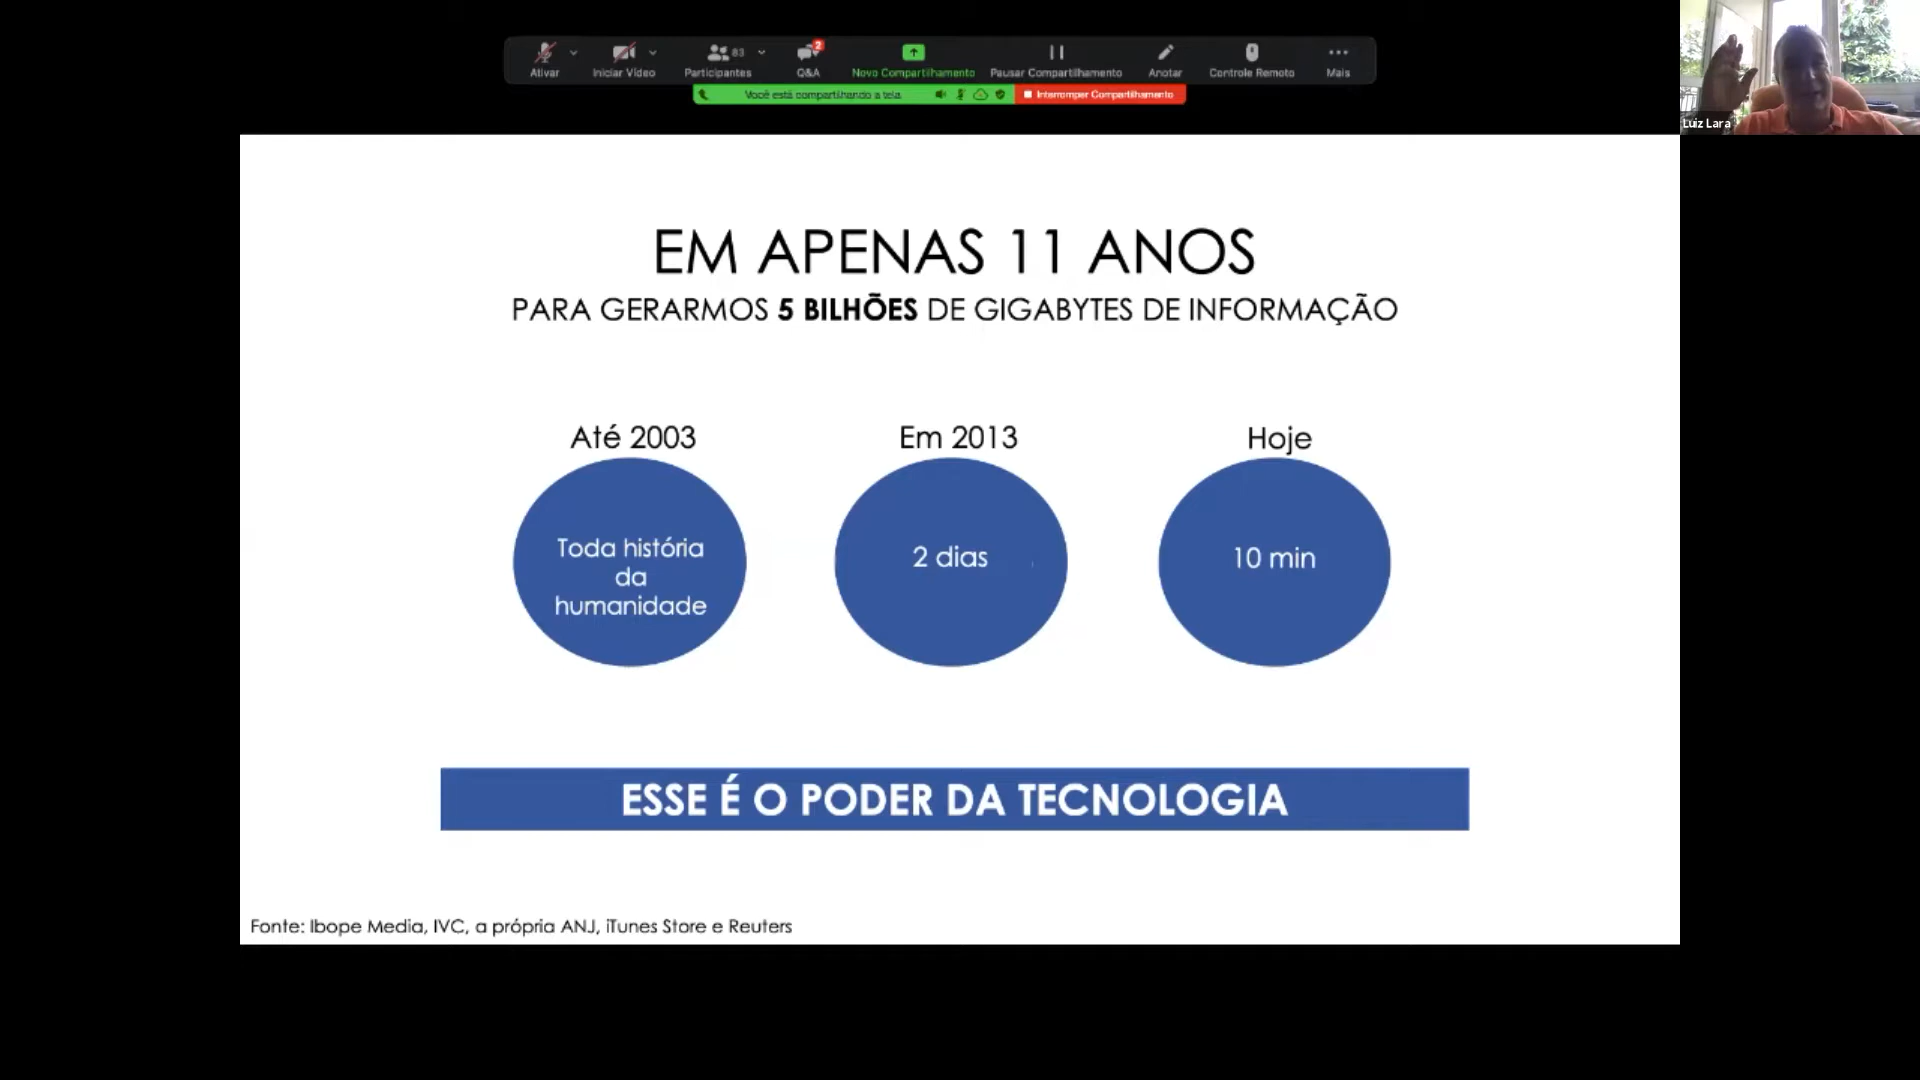 83
2
Ativar
Iniciar Vídeo
Participantes
Q&A
Novo Compartilhamento
Pausar Compartilhamento
Anotar
Controle Remoto
Mais
Você está compartilhando a tela
Interromper Compartilhamento
Luiz Lara
EM APENAS 11 ANOS
PARA GERARMOS 5 BILHÕES DE GIGABYTES DE INFORMAÇÃO
Até 2003
Em 2013
Hoje
Toda história
da
humanidade
2 dias
10 min
ESSE É O PODER DA TECNOLOGIA
Fonte: Ibope Media, IVC, a própria ANJ, iTunes Store e Reuters